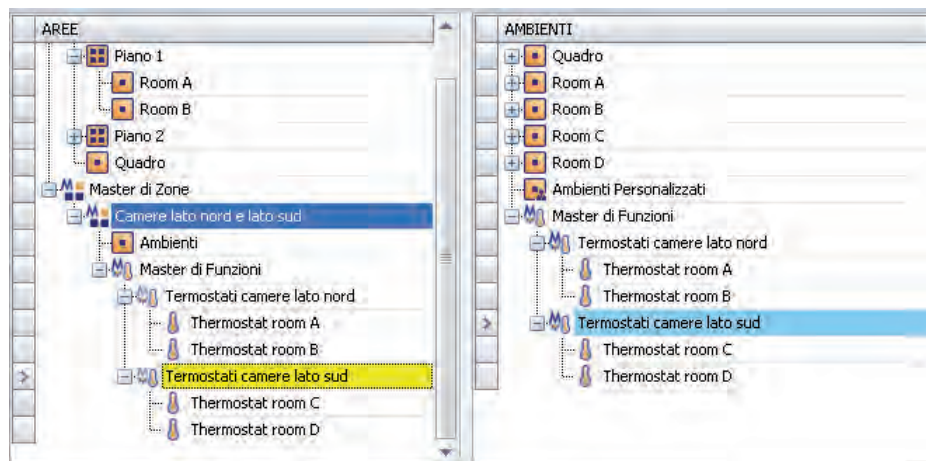 AREE
Piano 1
Room A
Room B
Piano 2
Quadro
Master di Zone
Camere lato nord e lato sud
Ambienti
Master di Funzioni
Termostati camere lato nord
Thermostat room A
Thermostat room B
Termostati camere lato sud
Thermostat room C
Thermostat room D
AMBIENTI
Quadro
Room A
Room B
Room C
Room D
Ambienti Personalizzati
Master di Funzioni
Termostati camere lato nord
Thermostat room A
Thermostat room B
Termostati camere lato sud
Thermostat room C
Thermostat room D